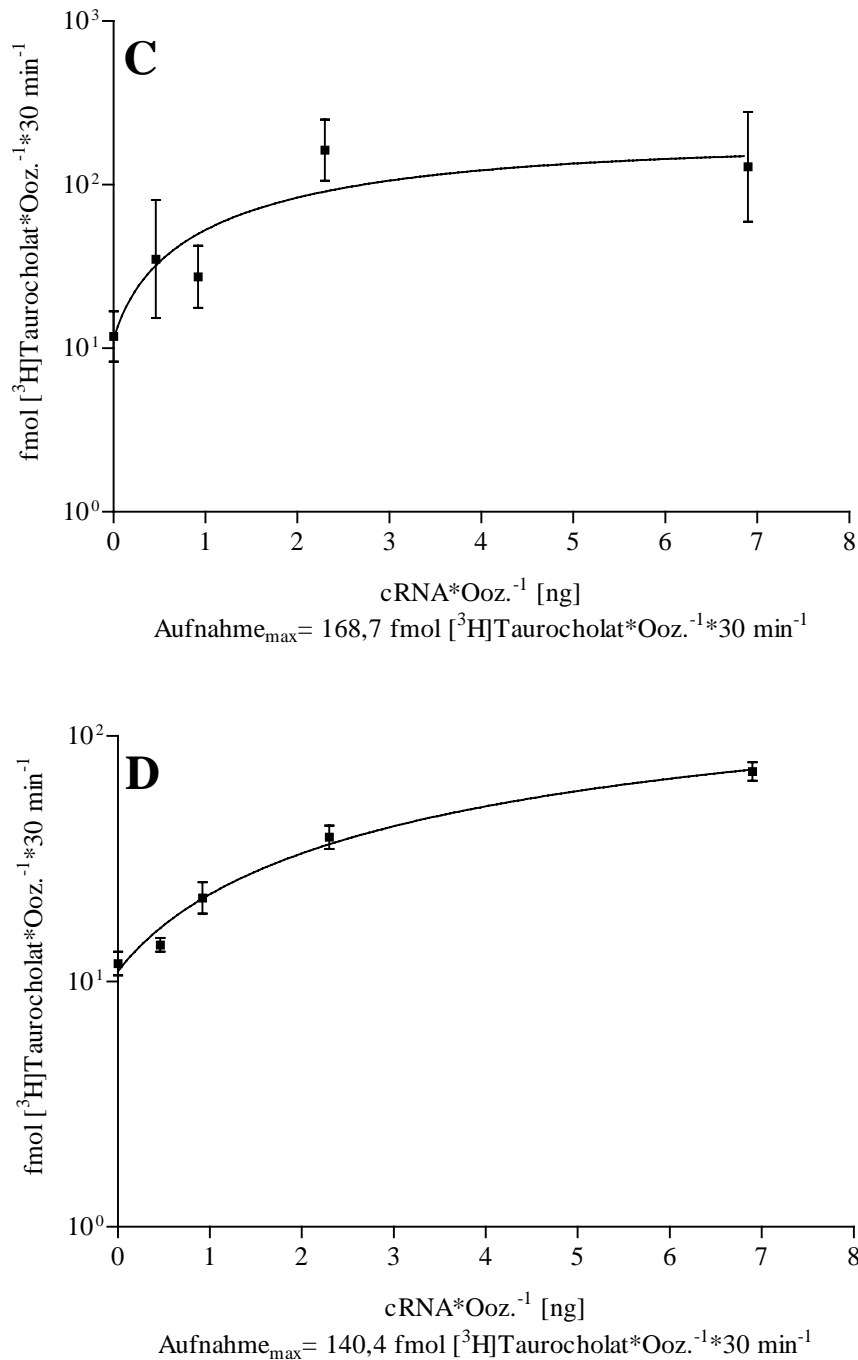 C
fmol [³H]Taurocholat*Ooz.⁻¹*30 min⁻¹
10³
10²
10¹
10⁰
0 1 2 3 4 5 6 7 8
cRNA*Ooz.⁻¹ [ng]
Aufnahmeₘₐₓ= 168,7 fmol [³H]Taurocholat*Ooz.⁻¹*30 min⁻¹
D
fmol [³H]Taurocholat*Ooz.⁻¹*30 min⁻¹
10²
10¹
10⁰
0 1 2 3 4 5 6 7 8
cRNA*Ooz.⁻¹ [ng]
Aufnahmeₘₐₓ= 140,4 fmol [³H]Taurocholat*Ooz.⁻¹*30 min⁻¹